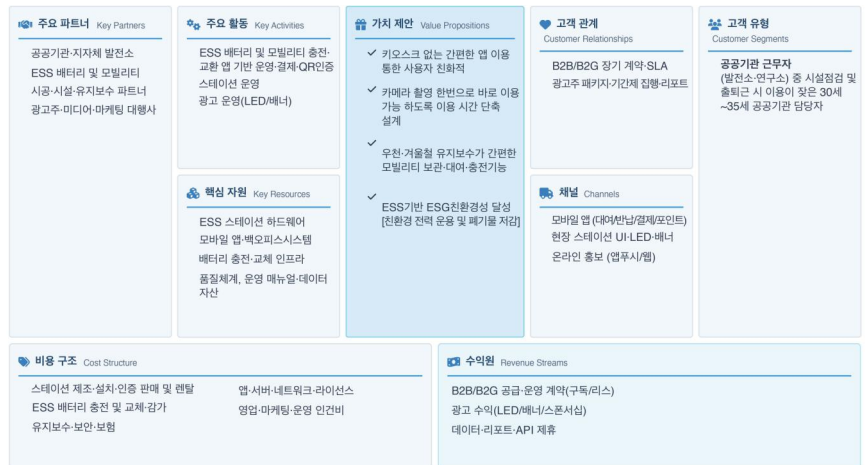 주요 파트너 Key Partners
공공기관·지자체 발전소
ESS 배터리 및 모빌리티
시공·시설·유지보수 파트너
광고주·미디어·마케팅 대행사
주요 활동 Key Activities
ESS 배터리 및 모빌리티 충전·
교환 앱 기반 운영·결제·QR인증
스테이션 운영
광고 운영(LED/배너)
핵심 자원 Key Resources
ESS 스테이션 하드웨어
모바일 앱·백오피스시스템
배터리 충전·교체 인프라
품질체계, 운영 매뉴얼·데이터
자산
가치 제안 Value Propositions
✓ 키오스크 없는 간편한 앱 이용
통한 사용자 친화적
✓ 카메라 촬영 한번으로 바로 이용
가능 하도록 이용 시간 단축
설계
✓
우천·겨울철 유지보수가 간편한
모빌리티 보관·대여·충전기능
✓
ESS기반 ESG친환경성 달성
[친환경 전력 운용 및 폐기물 저감]
고객 관계
Customer Relationships
B2B/B2G 장기 계약·SLA
광고주 패키지·기간제 집행·리포트
채널 Channels
모바일 앱 (대여/반납/결제/포인트)
현장 스테이션 UI·LED·배너
온라인 홍보 (앱푸시/웹)
고객 유형
Customer Segments
공공기관 근무자
(발전소·연구소) 중 시설점검 및
출퇴근 시 이용이 잦은 30세
~35세 공공기관 담당자
비용 구조 Cost Structure
스테이션 제조·설치·인증 판매 및 렌탈
ESS 배터리 충전 및 교체·감가
유지보수·보안·보험
앱·서버·네트워크·라이선스
영업·마케팅·운영 인건비
수익원 Revenue Streams
B2B/B2G 공급·운영 계약(구독/리스)
광고 수익(LED/배너/스폰서십)
데이터·리포트·API 제휴